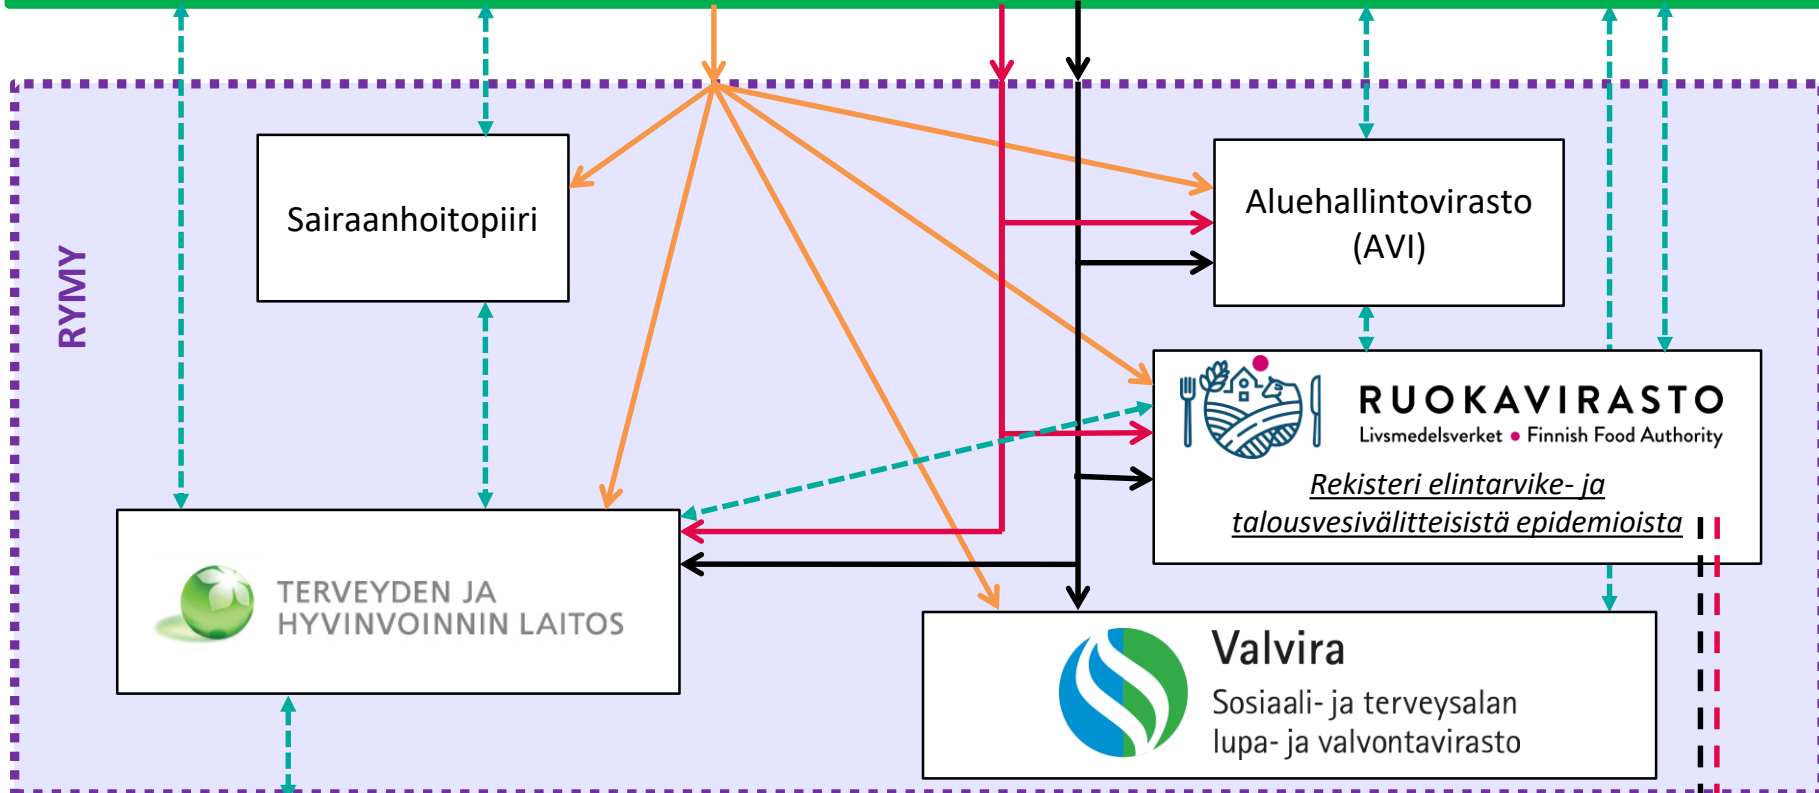 RYMY
Sairaanhoitopiiri
Aluehallintovirasto
(AVI)
RUOKAVIRASTO
Livsmedelsverket • Finnish Food Authority
Rekisteri elintarvike- ja
talousvesivälitteisistä epidemioista
TERVEYDEN JA
HYVINVOINNIN LAITOS
Valvira
Sosiaali- ja terveysalan
lupa- ja valvontavirasto